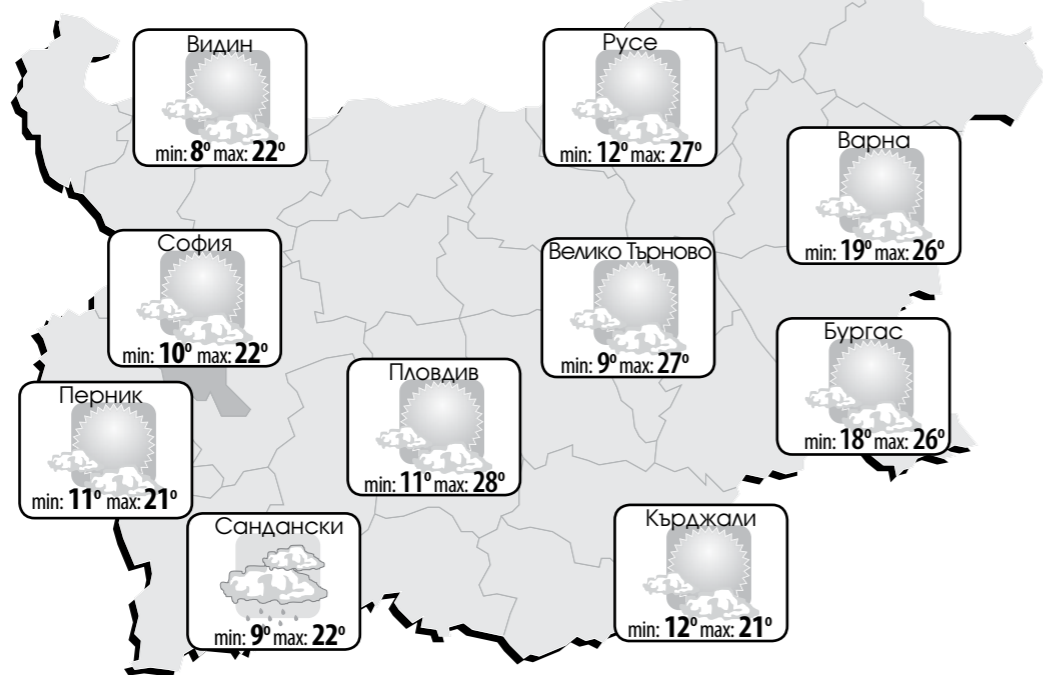 Видин
min: 8º max: 22º
Русе
min: 12º max: 27º
Варна
min: 19º max: 26º
София
min: 10º max: 22º
Велико Търново
min: 9º max: 27º
Бургас
min: 18º max: 26º
Пловдив
min: 11º max: 28º
Перник
min: 11º max: 21º
Сандански
min: 9º max: 22º
Кърджали
min: 12º max: 21º